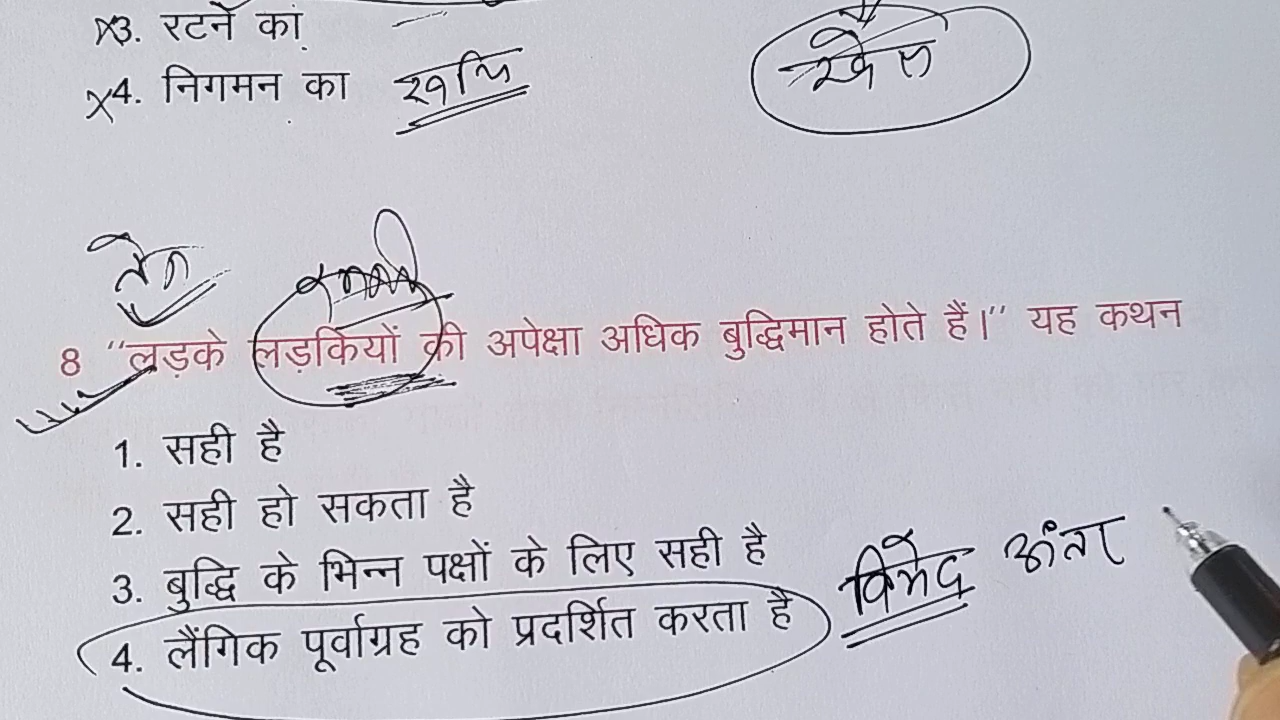 3. रटने का
4. निगमन का
खेल
तेज
8 ‘‘लड़के लड़कियों की अपेक्षा अधिक बुद्धिमान होते हैं।’’ यह कथन
1. सही है
2. सही हो सकता है
3. बुद्धि के भिन्न पक्षों के लिए सही है
4. लैंगिक पूर्वाग्रह को प्रदर्शित करता है
विभेद अंतर